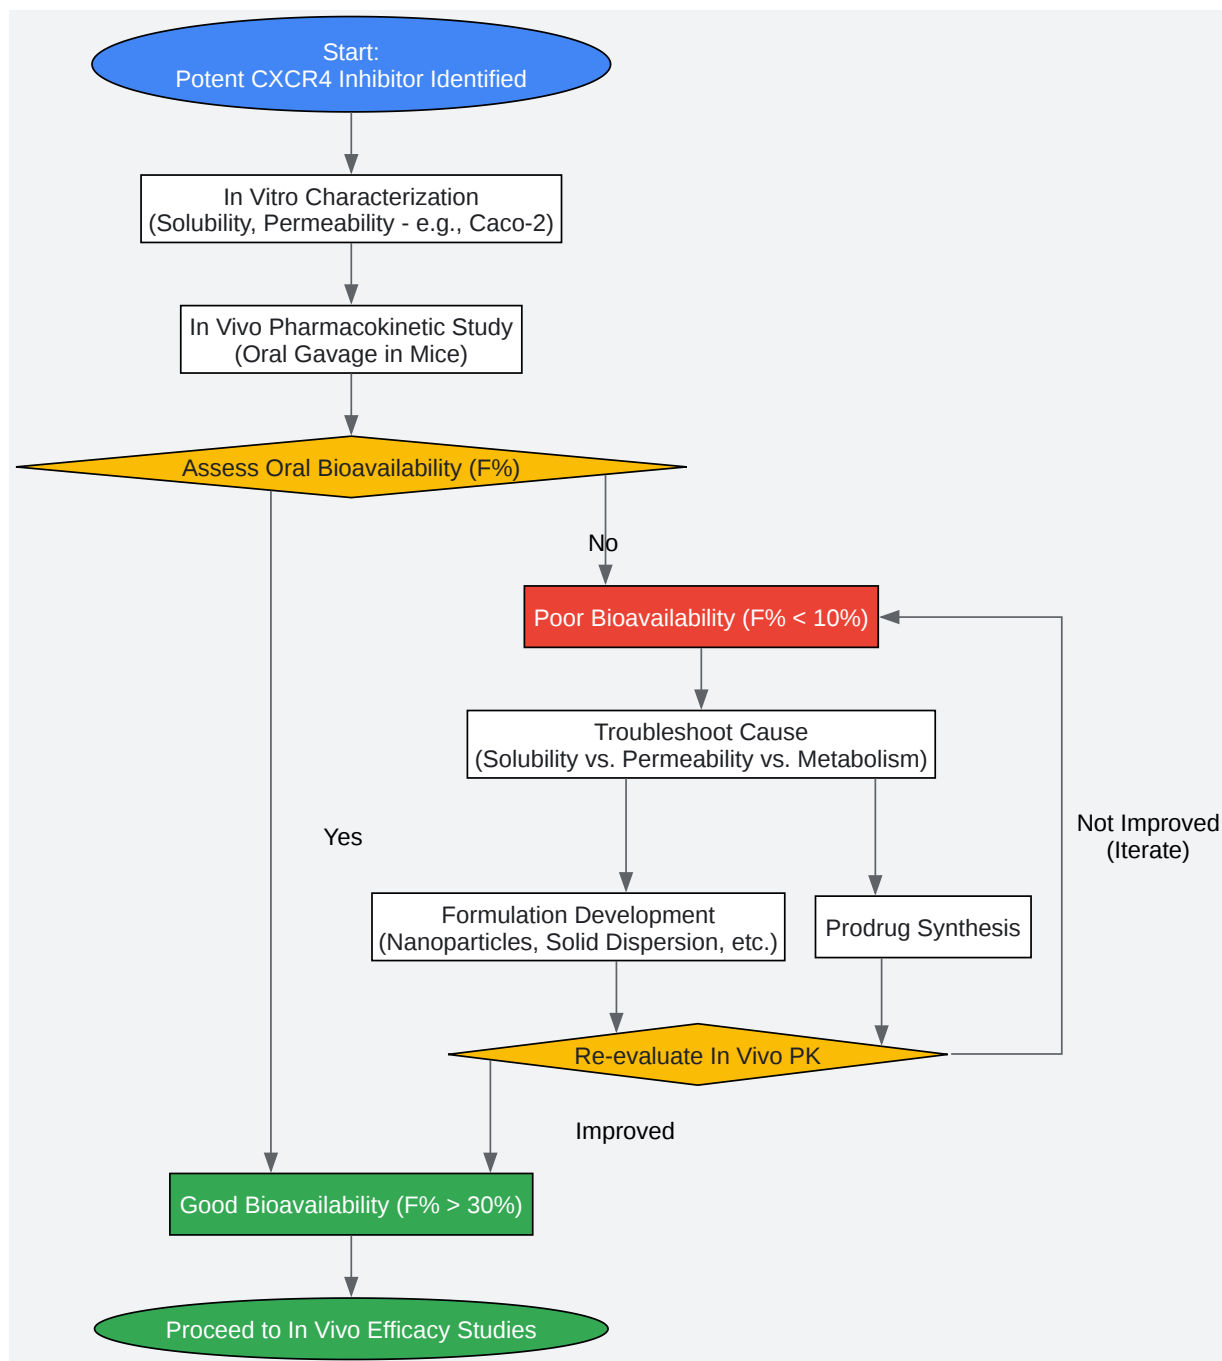 Start:
Potent CXCR4 Inhibitor Identified
In Vitro Characterization
(Solubility, Permeability - e.g., Caco-2)
In Vivo Pharmacokinetic Study
(Oral Gavage in Mice)
Assess Oral Bioavailability (F%)
No
Poor Bioavailability (F% < 10%)
Troubleshoot Cause
(Solubility vs. Permeability vs. Metabolism)
Yes
Not Improved
(Iterate)
Formulation Development
(Nanoparticles, Solid Dispersion, etc.)
Prodrug Synthesis
Re-evaluate In Vivo PK
Improved
Good Bioavailability (F% > 30%)
Proceed to In Vivo Efficacy Studies